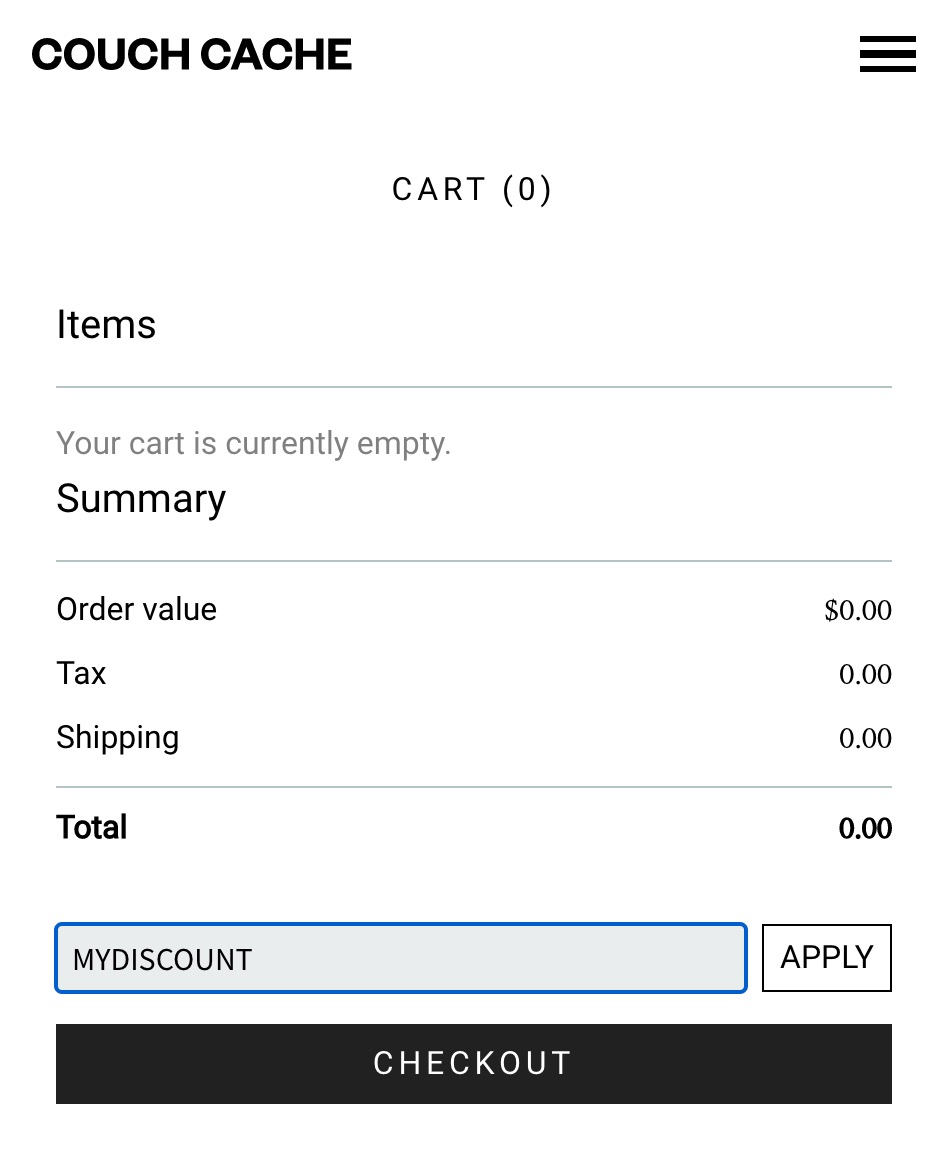 COUCH CACHE
CART (0)
Items
Your cart is currently empty.
Summary
Order value $0.00
Tax 0.00
Shipping 0.00
Total 0.00
MYDISCOUNT APPLY
CHECKOUT